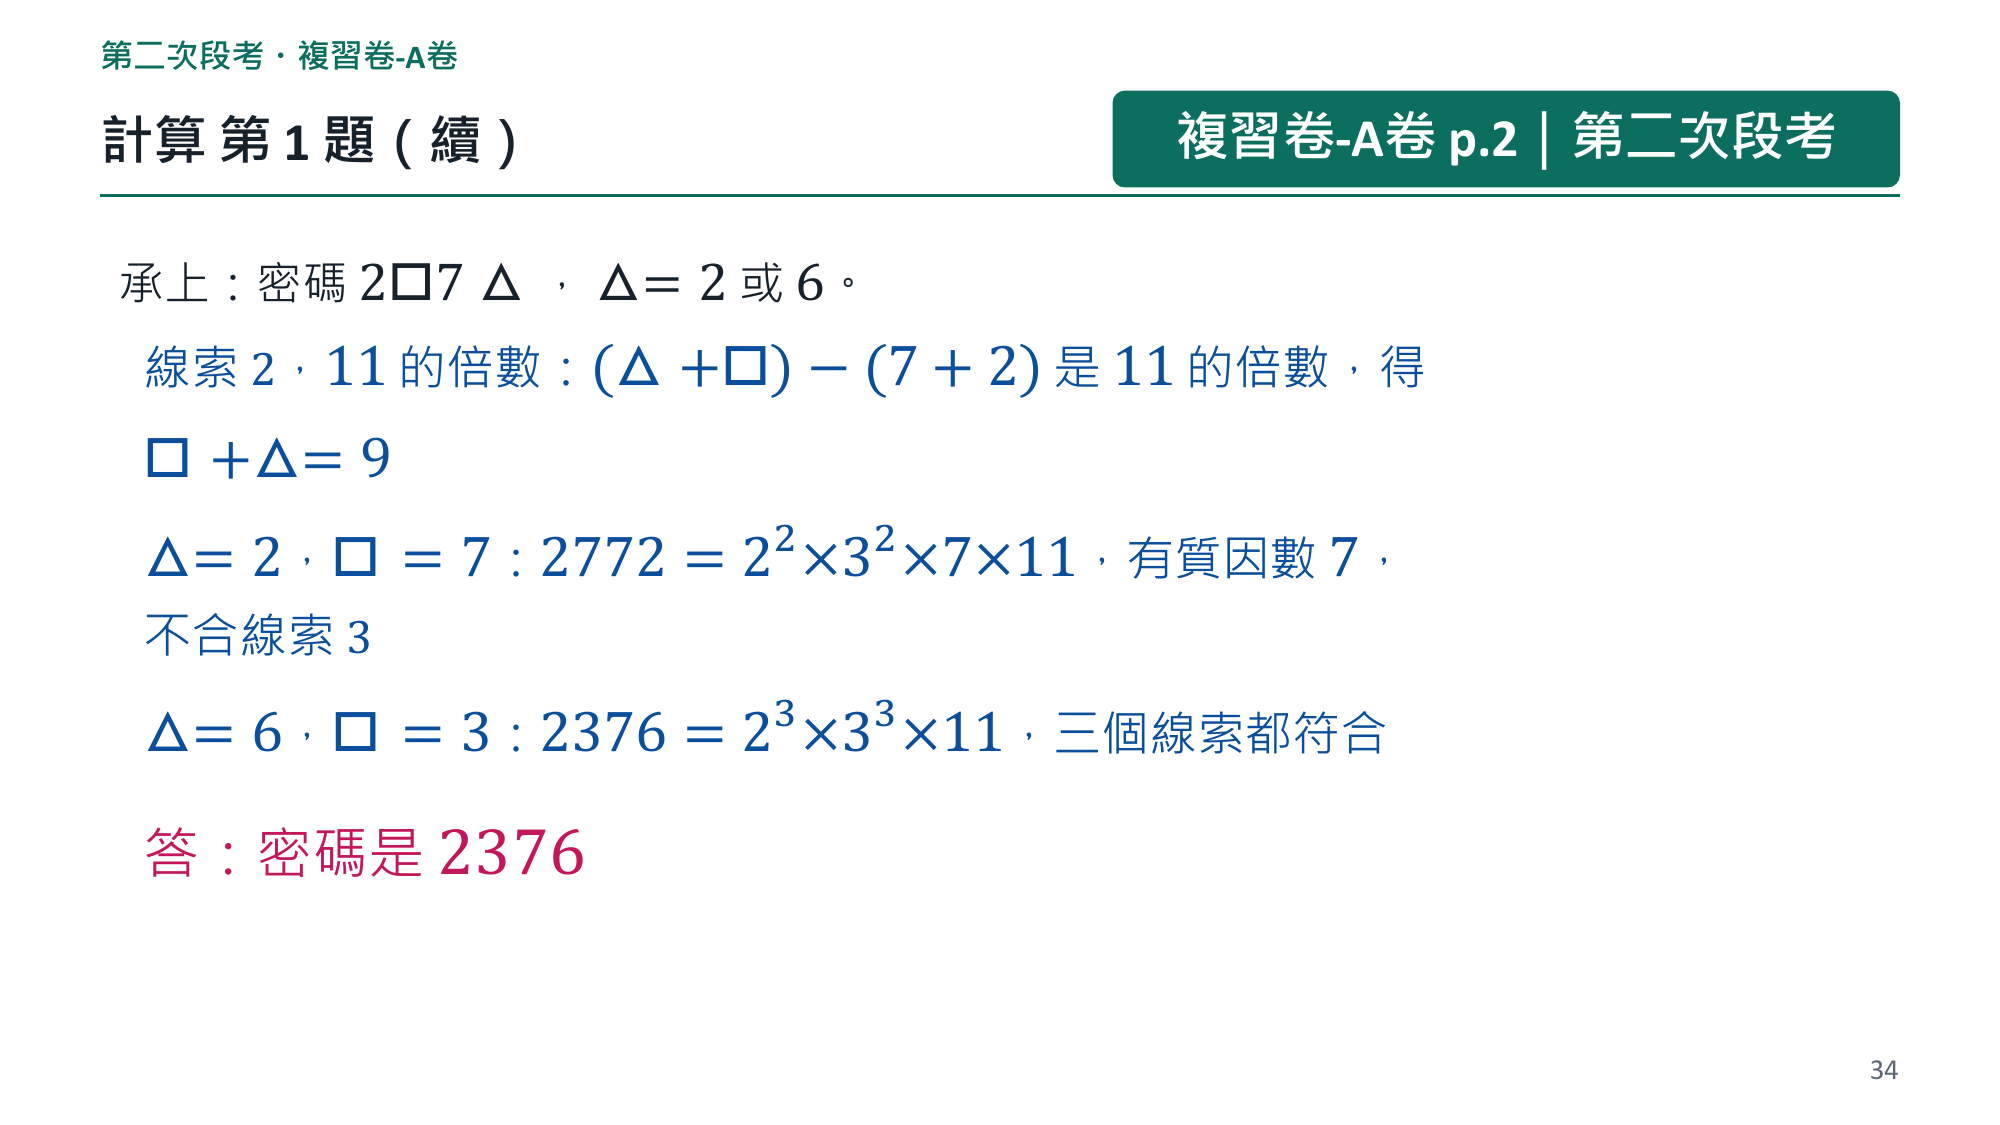 第二次段考・複習卷-A卷
計算 第 1 題（續）
複習卷-A卷 p.2｜第二次段考
承上：密碼 2□7 △ ，△= 2 或 6。
線索 2，11 的倍數：(△ +□) − (7 + 2) 是 11 的倍數，得
□ +△= 9
△= 2，□ = 7：2772 = 2²×3²×7×11，有質因數 7，
不合線索 3
△= 6，□ = 3：2376 = 2³×3³×11，三個線索都符合
答：密碼是 2376
34